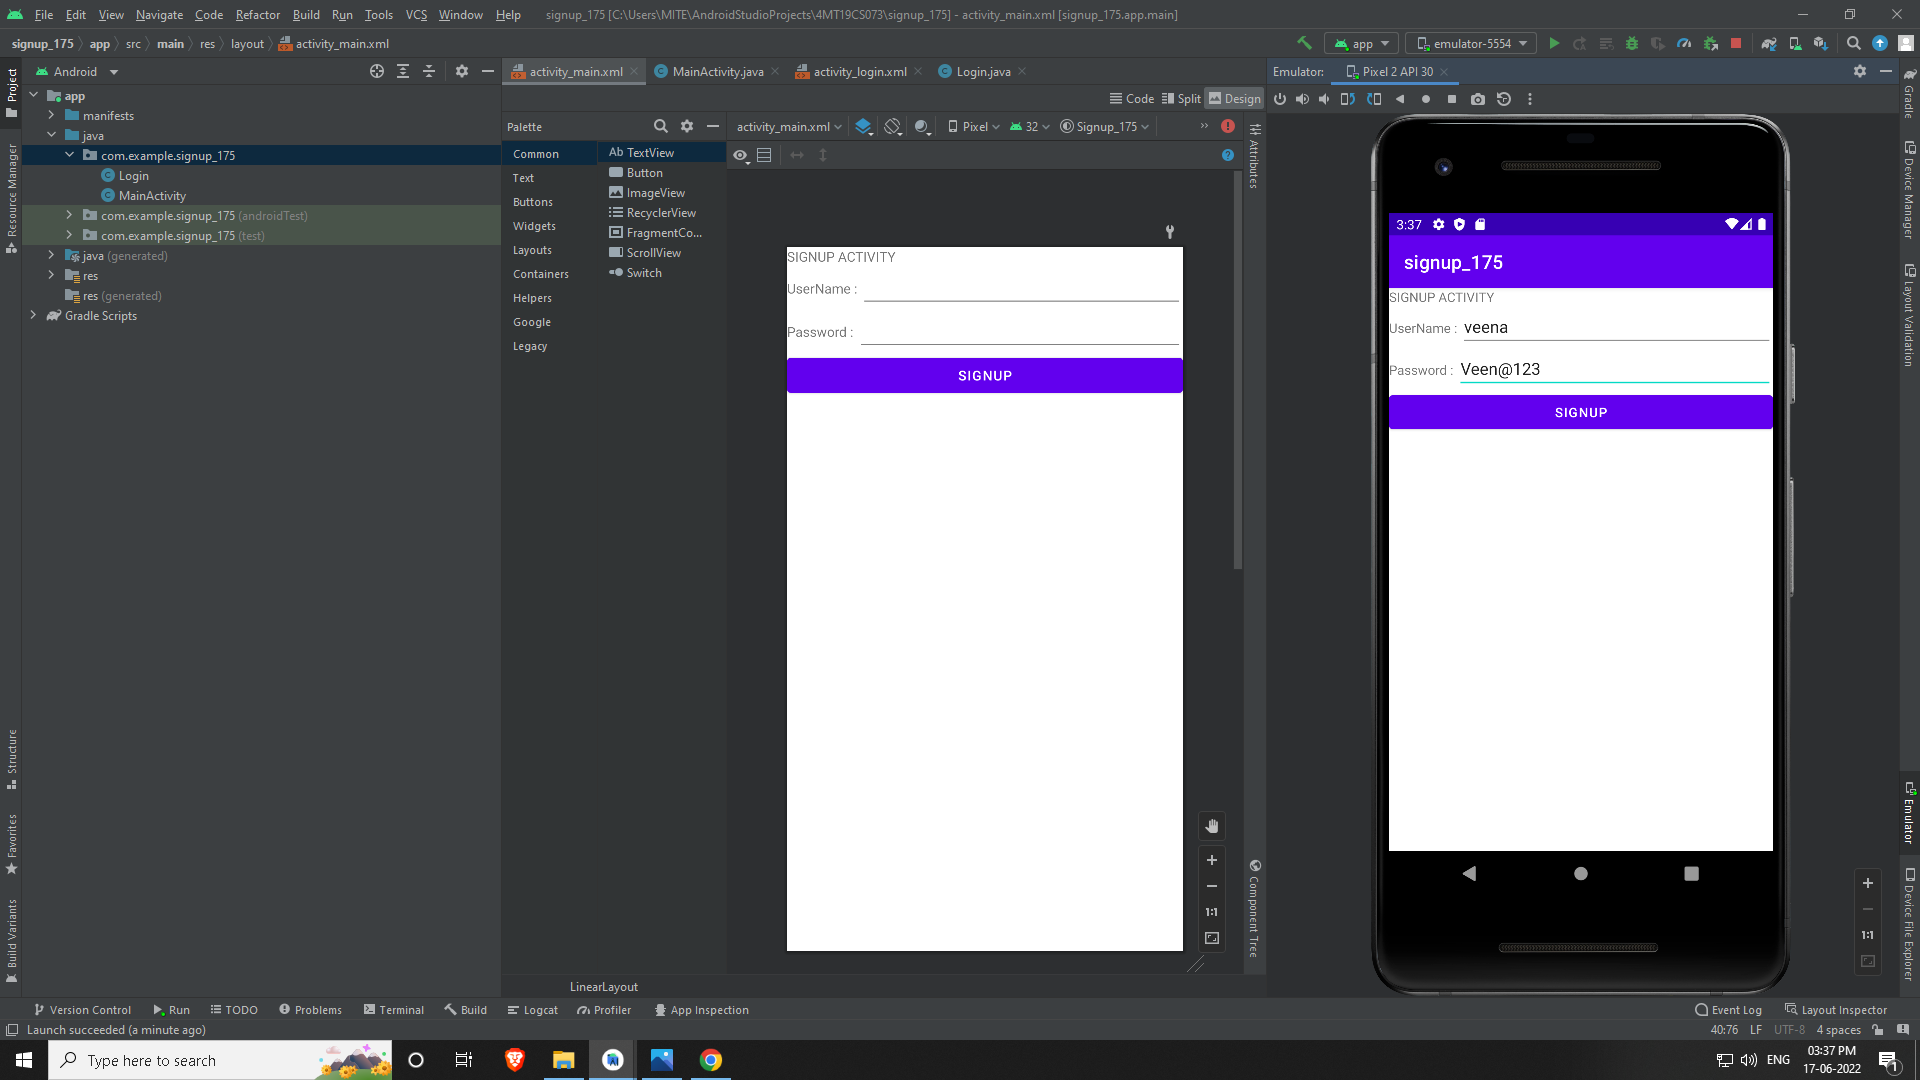 File Edit View Navigate Code Refactor Build Run Tools VCS Window Help signup_175 [C:\Users\MITE\AndroidStudioProjects\4MT19CS073\signup_175] - activity_main.xml [signup_175.app.main]
signup_175 app src main res layout activity_main.xml
app emulator-5554
Android
activity_main.xml MainActivity.java activity_login.xml Login.java
Emulator: Pixel 2 API 30
Code Split Design
Project
Resource Manager
Structure
Favorites
Build Variants
app
manifests
java
com.example.signup_175
Login
MainActivity
com.example.signup_175 (androidTest)
com.example.signup_175 (test)
java (generated)
res
res (generated)
Gradle Scripts
Palette
Common
Text
Buttons
Widgets
Layouts
Containers
Helpers
Google
Legacy
Ab TextView
Button
ImageView
RecyclerView
FragmentCo...
ScrollView
Switch
activity_main.xml Pixel 32 Signup_175
SIGNUP ACTIVITY
UserName :
Password :
SIGNUP
1:1
LinearLayout
Attributes
Component Tree
3:37
signup_175
SIGNUP ACTIVITY
UserName : veena
Password : Veen@123
SIGNUP
1:1
Gradle
Device Manager
Layout Validation
Emulator
Device File Explorer
Version Control Run TODO Problems Terminal Build Logcat Profiler App Inspection Event Log Layout Inspector
Launch succeeded (a minute ago) 40:76 LF UTF-8 4 spaces
Type here to search
ENG
03:37 PM
17-06-2022
1